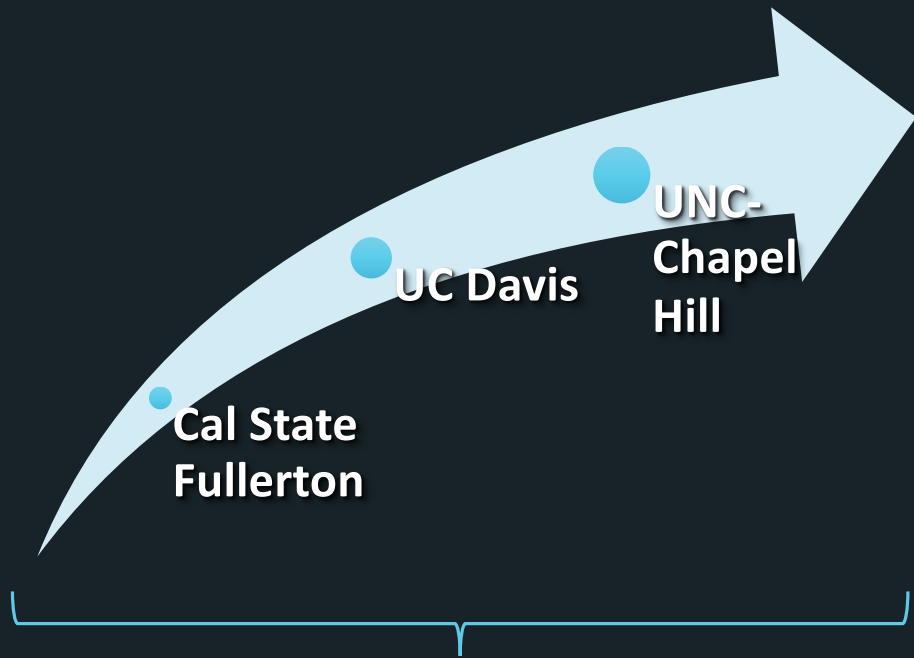 UNC-
Chapel
Hill
UC Davis
Cal State
Fullerton